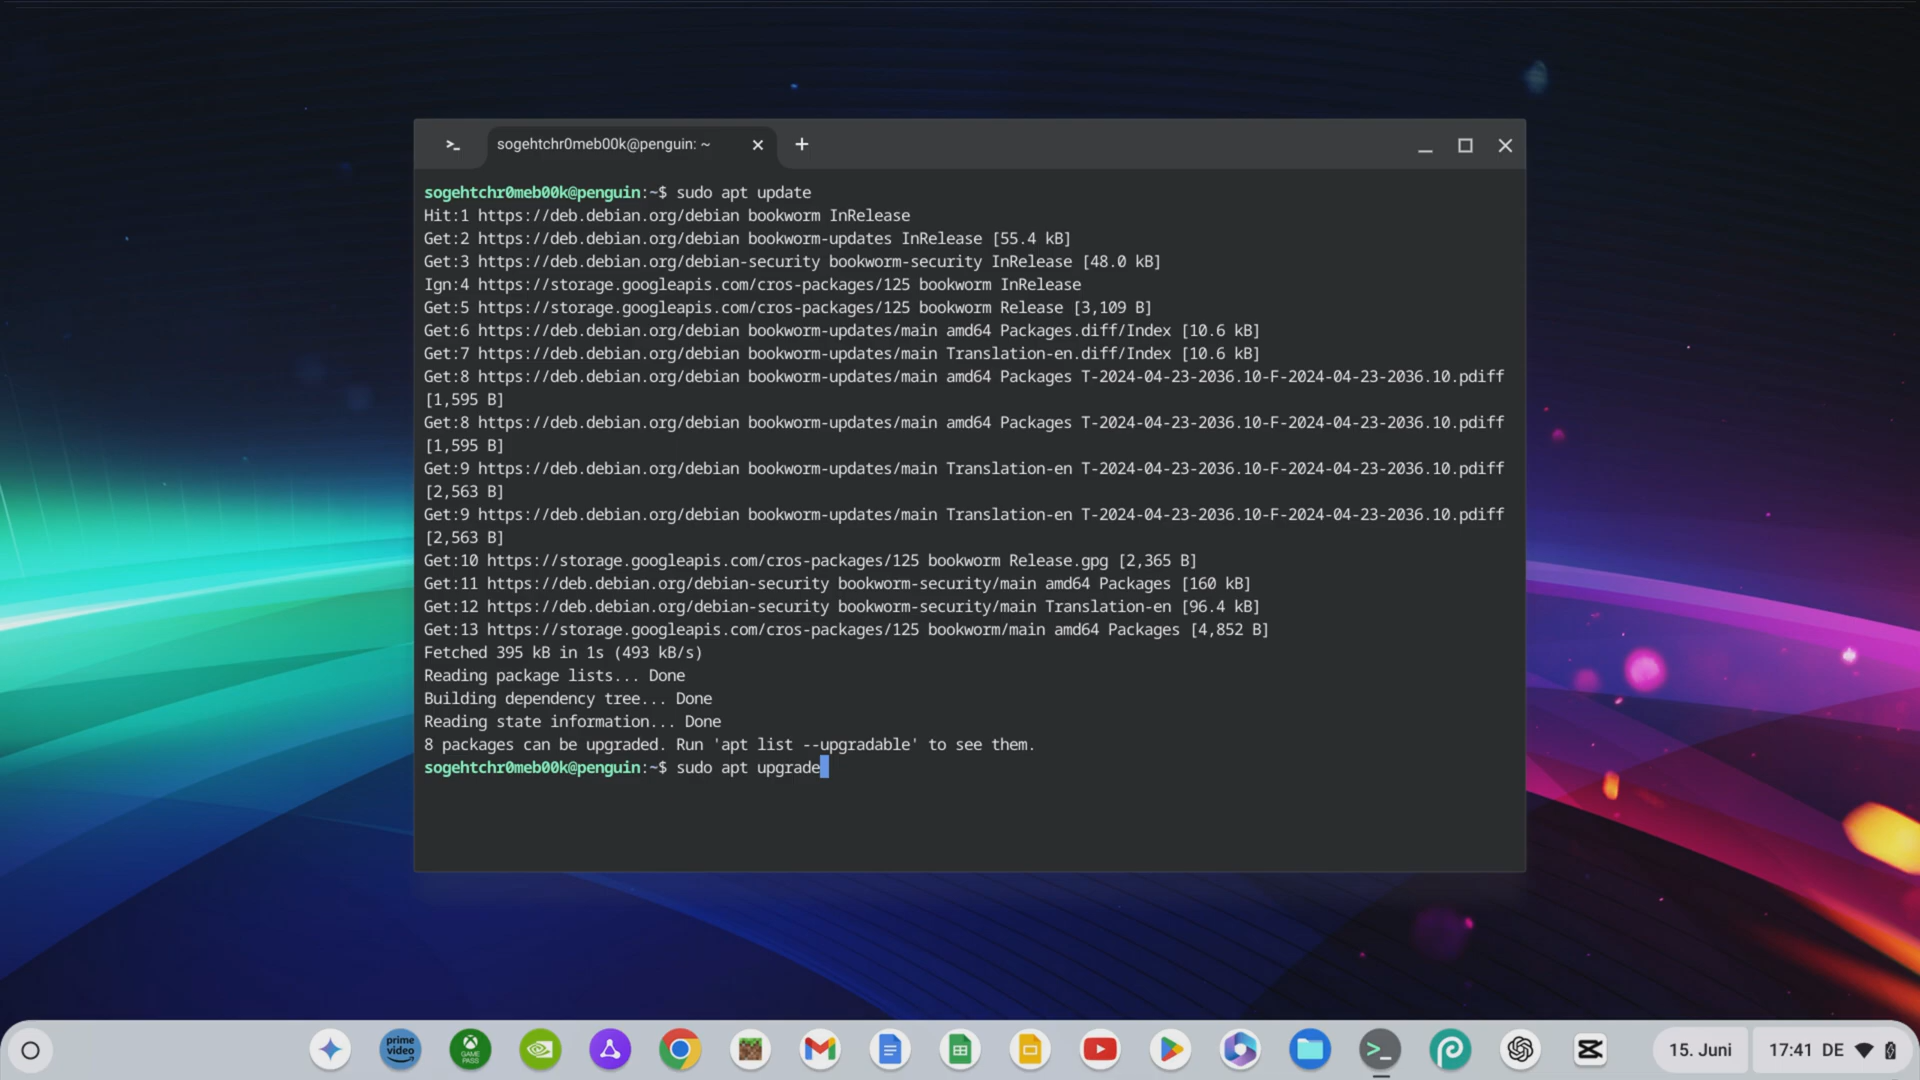 sogehtchr0meb00k@penguin: ~
sogehtchr0meb00k@penguin:~$ sudo apt update
Hit:1 https://deb.debian.org/debian bookworm InRelease
Get:2 https://deb.debian.org/debian bookworm-updates InRelease [55.4 kB]
Get:3 https://deb.debian.org/debian-security bookworm-security InRelease [48.0 kB]
Ign:4 https://storage.googleapis.com/cros-packages/125 bookworm InRelease
Get:5 https://storage.googleapis.com/cros-packages/125 bookworm Release [3,109 B]
Get:6 https://deb.debian.org/debian bookworm-updates/main amd64 Packages.diff/Index [10.6 kB]
Get:7 https://deb.debian.org/debian bookworm-updates/main Translation-en.diff/Index [10.6 kB]
Get:8 https://deb.debian.org/debian bookworm-updates/main amd64 Packages T-2024-04-23-2036.10-F-2024-04-23-2036.10.pdiff
[1,595 B]
Get:8 https://deb.debian.org/debian bookworm-updates/main amd64 Packages T-2024-04-23-2036.10-F-2024-04-23-2036.10.pdiff
[1,595 B]
Get:9 https://deb.debian.org/debian bookworm-updates/main Translation-en T-2024-04-23-2036.10-F-2024-04-23-2036.10.pdiff
[2,563 B]
Get:9 https://deb.debian.org/debian bookworm-updates/main Translation-en T-2024-04-23-2036.10-F-2024-04-23-2036.10.pdiff
[2,563 B]
Get:10 https://storage.googleapis.com/cros-packages/125 bookworm Release.gpg [2,365 B]
Get:11 https://deb.debian.org/debian-security bookworm-security/main amd64 Packages [160 kB]
Get:12 https://deb.debian.org/debian-security bookworm-security/main Translation-en [96.4 kB]
Get:13 https://storage.googleapis.com/cros-packages/125 bookworm/main amd64 Packages [4,852 B]
Fetched 395 kB in 1s (493 kB/s)
Reading package lists... Done
Building dependency tree... Done
Reading state information... Done
8 packages can be upgraded. Run 'apt list --upgradable' to see them.
sogehtchr0meb00k@penguin:~$ sudo apt upgrade
prime
video
GAME
PASS
15. Juni
17:41 DE